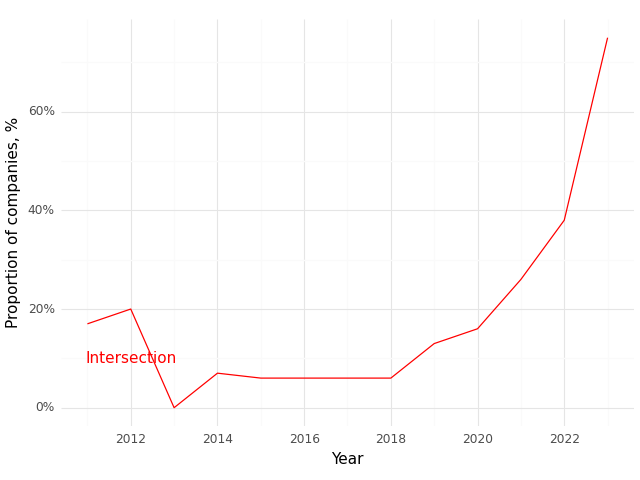 Proportion of companies, %
60%
40%
20%
0%
Intersection
2012 2014 2016 2018 2020 2022
Year